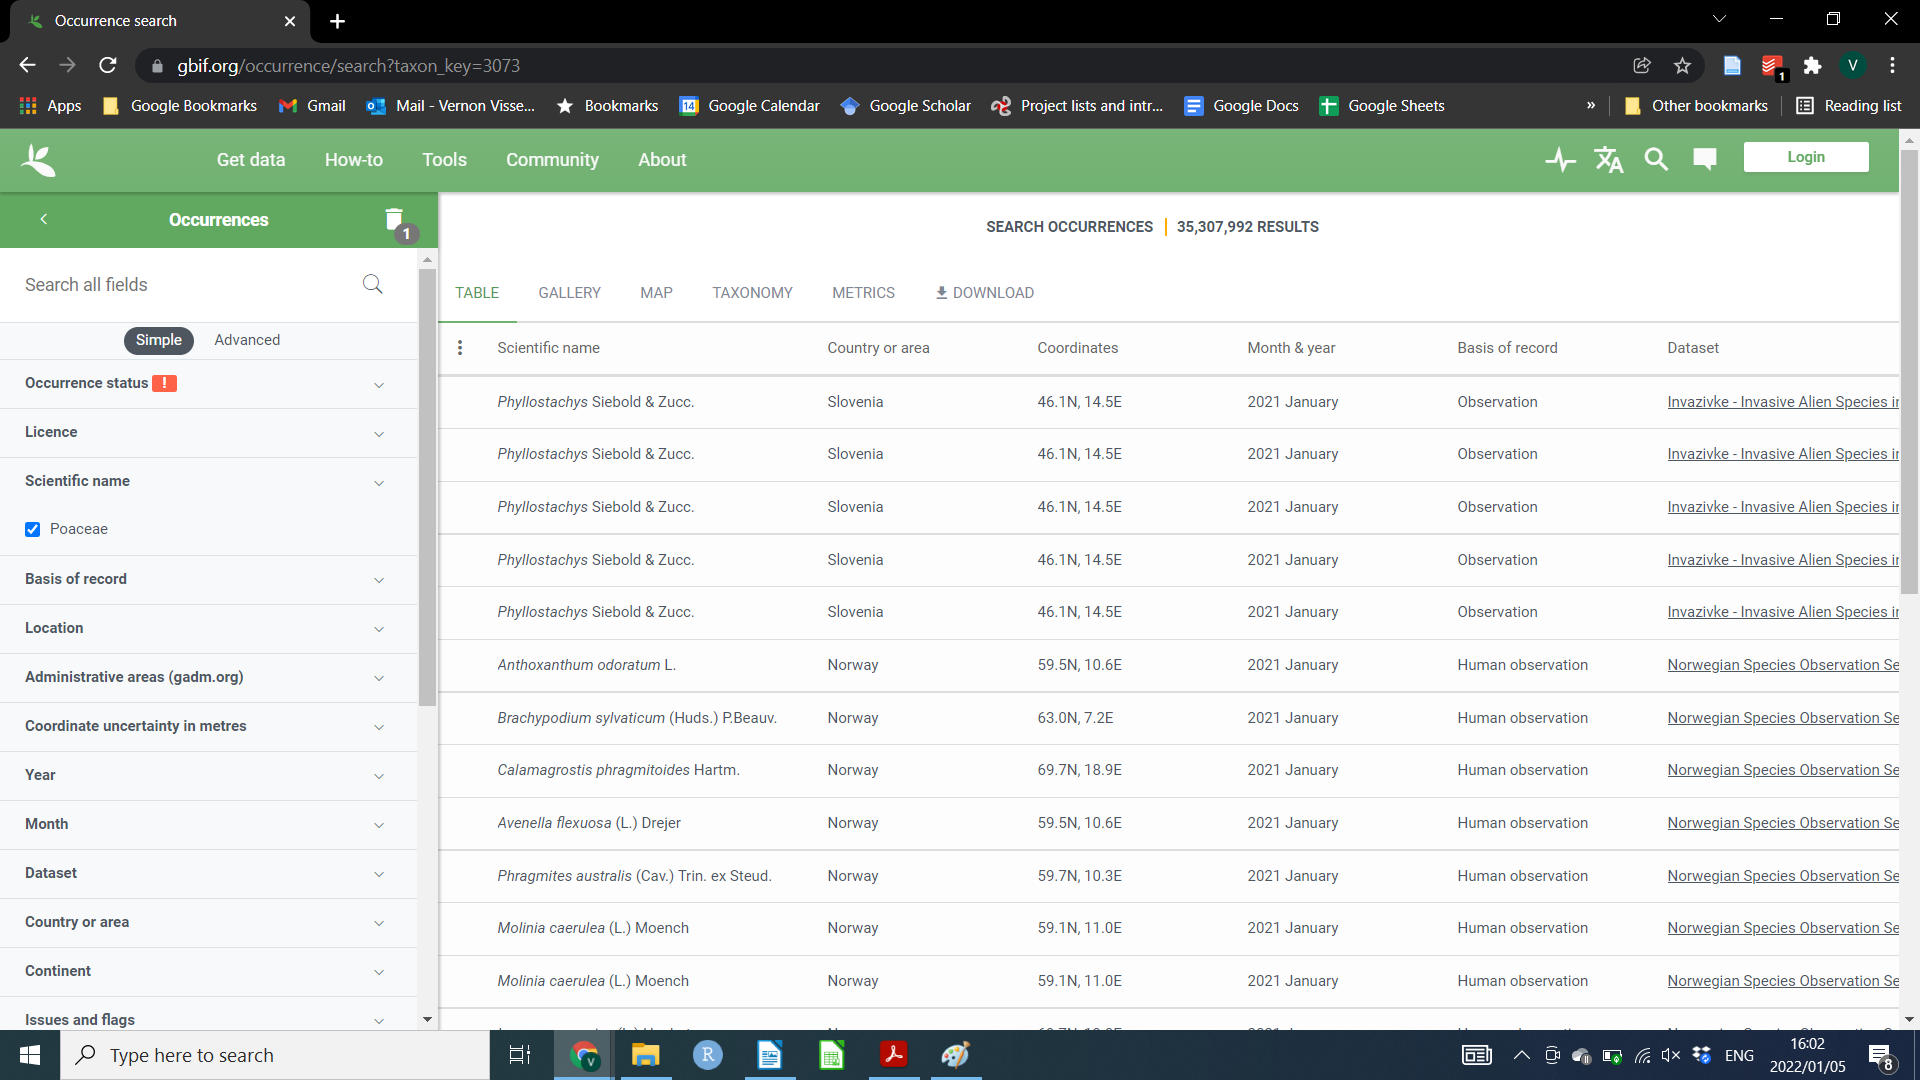 Occurrence search
gbif.org/occurrence/search?taxon_key=3073
1
V
Apps
Google Bookmarks
Gmail
Mail - Vernon Visse...
Bookmarks
14
Google Calendar
Google Scholar
Project lists and intr...
Google Docs
Google Sheets
»
Other bookmarks
Reading list
Get data
How-to
Tools
Community
About
Login
Occurrences
1
SEARCH OCCURRENCES
35,307,992 RESULTS
Search all fields
TABLE
GALLERY
MAP
TAXONOMY
METRICS
DOWNLOAD
Simple
Advanced
Occurrence status !
Licence
Scientific name
Poaceae
Basis of record
Location
Administrative areas (gadm.org)
Coordinate uncertainty in metres
Year
Month
Dataset
Country or area
Continent
Issues and flags
Scientific name Country or area Coordinates Month & year Basis of record Dataset
Phyllostachys Siebold & Zucc. Slovenia 46.1N, 14.5E 2021 January Observation Invazivke - Invasive Alien Species in
Phyllostachys Siebold & Zucc. Slovenia 46.1N, 14.5E 2021 January Observation Invazivke - Invasive Alien Species in
Phyllostachys Siebold & Zucc. Slovenia 46.1N, 14.5E 2021 January Observation Invazivke - Invasive Alien Species in
Phyllostachys Siebold & Zucc. Slovenia 46.1N, 14.5E 2021 January Observation Invazivke - Invasive Alien Species in
Phyllostachys Siebold & Zucc. Slovenia 46.1N, 14.5E 2021 January Observation Invazivke - Invasive Alien Species in
Anthoxanthum odoratum L. Norway 59.5N, 10.6E 2021 January Human observation Norwegian Species Observation Se
Brachypodium sylvaticum (Huds.) P.Beauv. Norway 63.0N, 7.2E 2021 January Human observation Norwegian Species Observation Se
Calamagrostis phragmitoides Hartm. Norway 69.7N, 18.9E 2021 January Human observation Norwegian Species Observation Se
Avenella flexuosa (L.) Drejer Norway 59.5N, 10.6E 2021 January Human observation Norwegian Species Observation Se
Phragmites australis (Cav.) Trin. ex Steud. Norway 59.7N, 10.3E 2021 January Human observation Norwegian Species Observation Se
Molinia caerulea (L.) Moench Norway 59.1N, 11.0E 2021 January Human observation Norwegian Species Observation Se
Molinia caerulea (L.) Moench Norway 59.1N, 11.0E 2021 January Human observation Norwegian Species Observation Se
Type here to search
V
R
ENG
16:02
2022/01/05
8